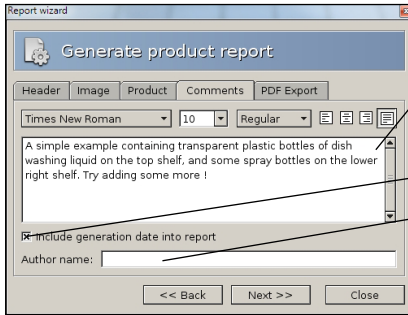 Report wizard
Generate product report
Header Image Product Comments PDF Export
Times New Roman 10 Regular
A simple example containing transparent plastic bottles of dish
washing liquid on the top shelf, and some spray bottles on the lower
right shelf. Try adding some more !
Include generation date into report
Author name:
<< Back Next >> Close